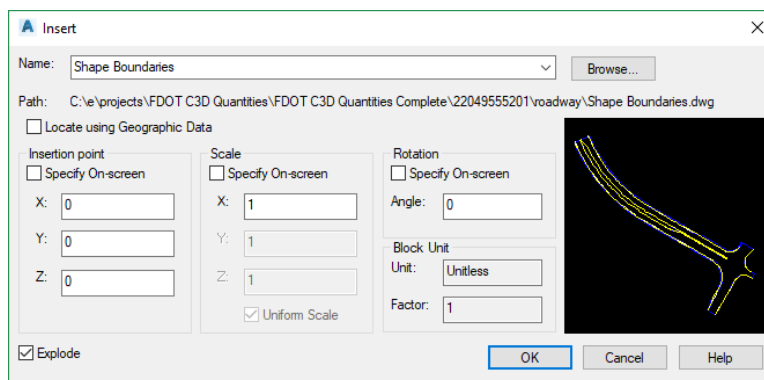 Insert
Name: Shape Boundaries Browse...
Path: C:\e\projects\FDOT C3D Quantities\FDOT C3D Quantities Complete\22049555201\roadway\Shape Boundaries.dwg
Locate using Geographic Data
Insertion point Scale Rotation
Specify On-screen Specify On-screen Specify On-screen
X: 0 X: 1 Angle: 0
Y: 0 Y: 1 Block Unit
Unit: Unitless
Z: 0 Z: 1
Factor: 1
Uniform Scale
Explode OK Cancel Help